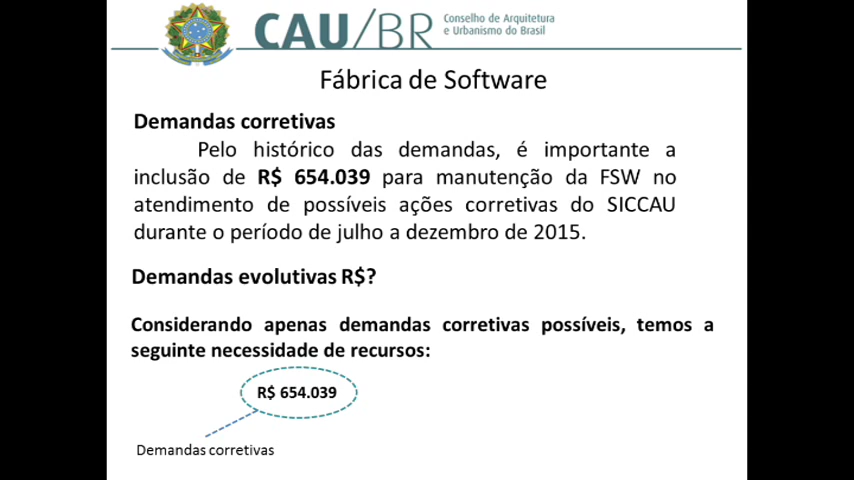 CAU/BR
Conselho de Arquitetura
e Urbanismo do Brasil
Fábrica de Software
Demandas corretivas
Pelo histórico das demandas, é importante a
inclusão de R$ 654.039 para manutenção da FSW no
atendimento de possíveis ações corretivas do SICCAU
durante o período de julho a dezembro de 2015.
Demandas evolutivas R$?
Considerando apenas demandas corretivas possíveis, temos a
seguinte necessidade de recursos:
R$ 654.039
Demandas corretivas